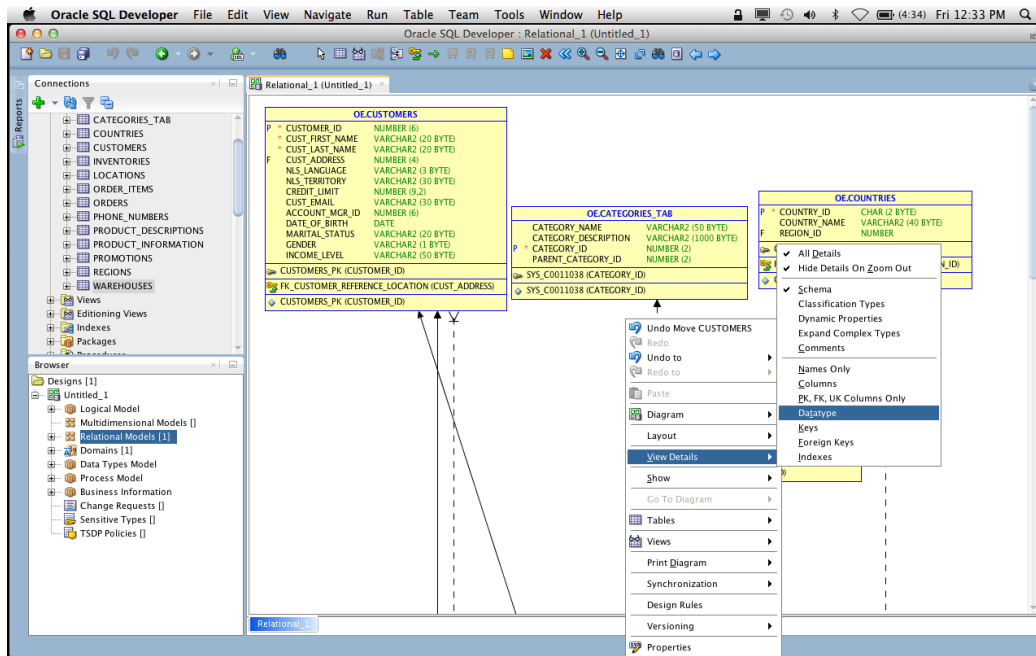 Oracle SQL Developer File Edit View Navigate Run Table Team Tools Window Help (4:34) Fri 12:33 PM
Oracle SQL Developer : Relational_1 (Untitled_1)
Reports
Connections
CATEGORIES_TAB
COUNTRIES
CUSTOMERS
INVENTORIES
LOCATIONS
ORDER_ITEMS
ORDERS
PHONE_NUMBERS
PRODUCT_DESCRIPTIONS
PRODUCT_INFORMATION
PROMOTIONS
REGIONS
WAREHOUSES
Views
Editioning Views
Indexes
Packages
Browser
Designs [1]
Untitled_1
Logical Model
Multidimensional Models []
Relational Models [1]
Domains [1]
Data Types Model
Process Model
Business Information
Change Requests []
Sensitive Types []
TSDP Policies []
Relational_1 (Untitled_1)
OE.CUSTOMERS
P * CUSTOMER_ID NUMBER (6)
* CUST_FIRST_NAME VARCHAR2 (20 BYTE)
* CUST_LAST_NAME VARCHAR2 (20 BYTE)
F CUST_ADDRESS NUMBER (4)
NLS_LANGUAGE VARCHAR2 (3 BYTE)
NLS_TERRITORY VARCHAR2 (30 BYTE)
CREDIT_LIMIT NUMBER (9,2)
CUST_EMAIL VARCHAR2 (30 BYTE)
ACCOUNT_MGR_ID NUMBER (6)
DATE_OF_BIRTH DATE
MARITAL_STATUS VARCHAR2 (20 BYTE)
GENDER VARCHAR2 (1 BYTE)
INCOME_LEVEL VARCHAR2 (50 BYTE)
CUSTOMERS_PK (CUSTOMER_ID)
FK_CUSTOMER_REFERENCE_LOCATION (CUST_ADDRESS)
CUSTOMERS_PK (CUSTOMER_ID)
OE.CATEGORIES_TAB
CATEGORY_NAME VARCHAR2 (50 BYTE)
CATEGORY_DESCRIPTION VARCHAR2 (1000 BYTE)
P * CATEGORY_ID NUMBER (2)
PARENT_CATEGORY_ID NUMBER (2)
SYS_C0011038 (CATEGORY_ID)
SYS_C0011038 (CATEGORY_ID)
OE.COUNTRIES
P * COUNTRY_ID CHAR (2 BYTE)
COUNTRY_NAME VARCHAR2 (40 BYTE)
F REGION_ID NUMBER
Undo Move CUSTOMERS
Redo
Undo to
Redo to
Paste
Diagram
Layout
View Details
Show
Go To Diagram
Tables
Views
Print Diagram
Synchronization
Design Rules
Versioning
Properties
All Details
Hide Details On Zoom Out
Schema
Classification Types
Dynamic Properties
Expand Complex Types
Comments
Names Only
Columns
PK, FK, UK Columns Only
Datatype
Keys
Foreign Keys
Indexes
Relational_1